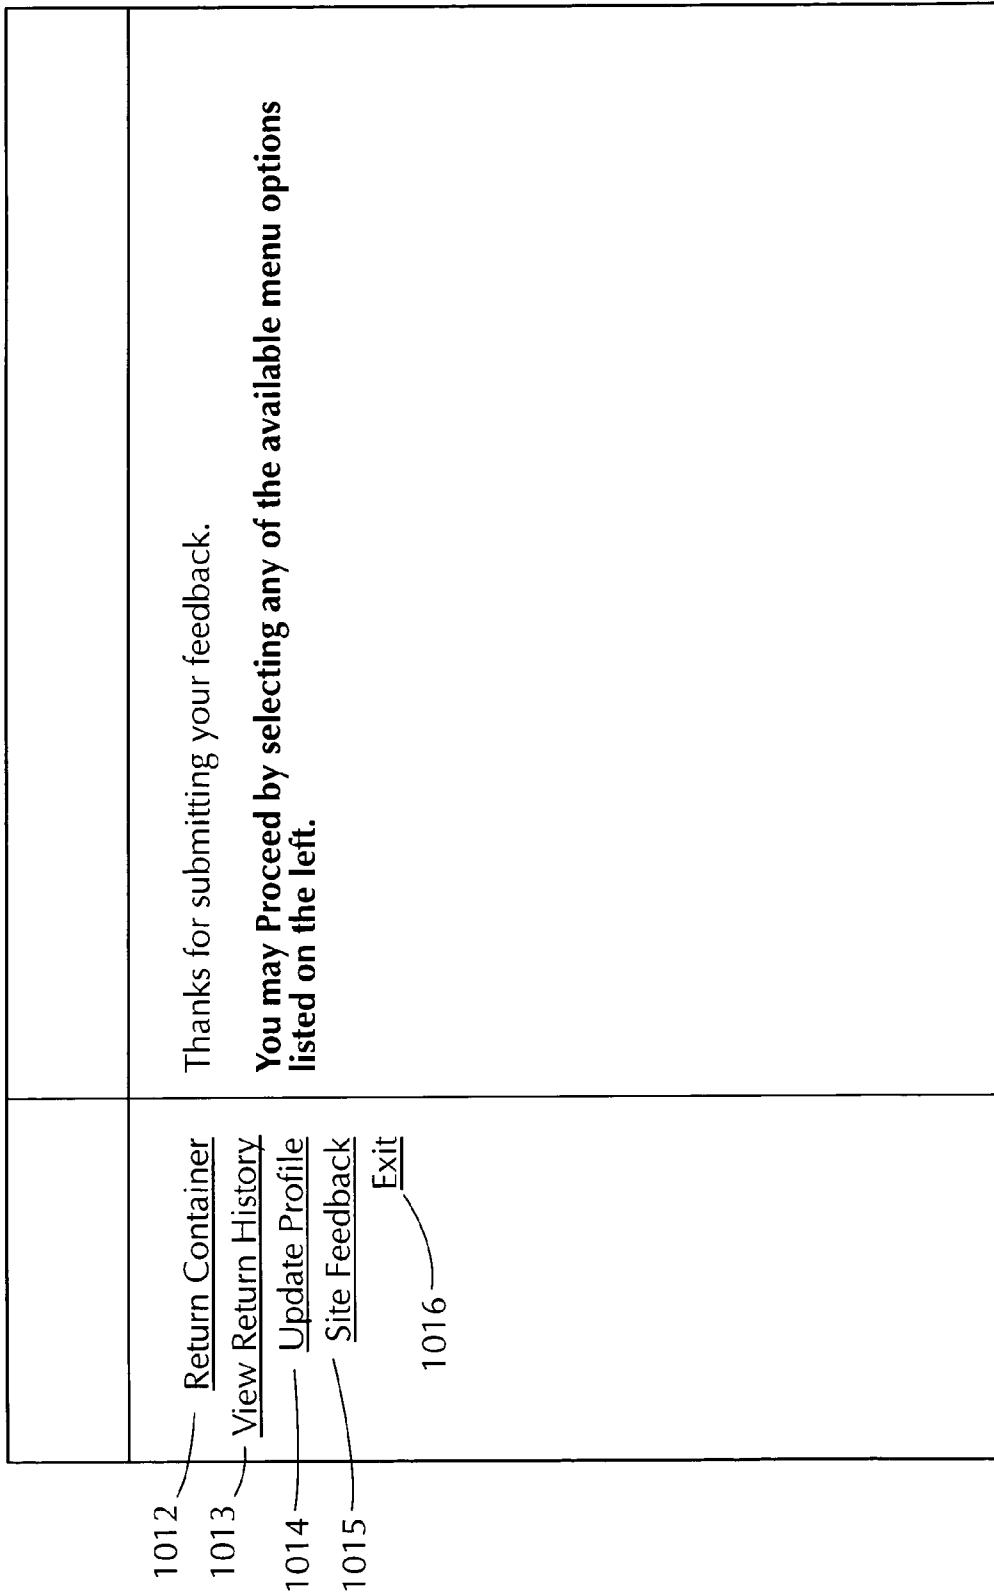 1012
Return Container
1013
View Return History
1014
Update Profile
1015
Site Feedback
1016
Exit
Thanks for submitting your feedback.
You may Proceed by selecting any of the available menu options
listed on the left.